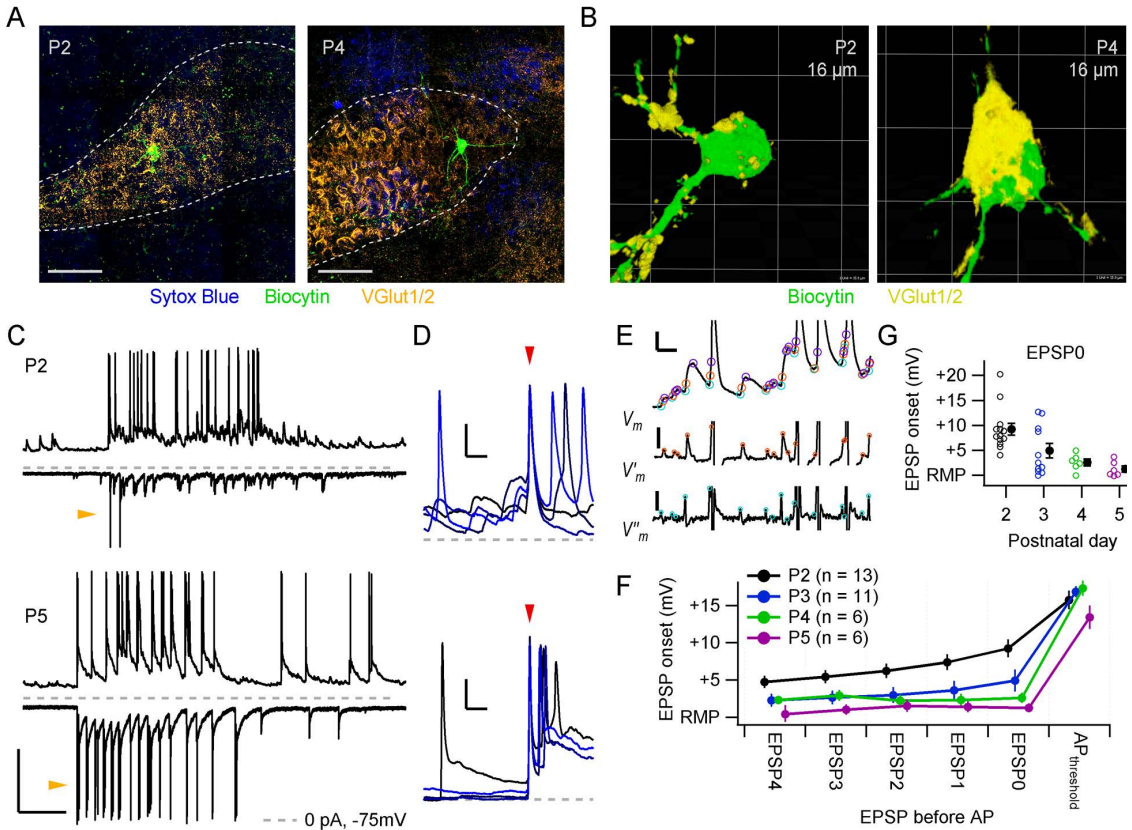 A
P2
P4
Sytox Blue Biocytin VGlut1/2
B
P2
16 µm
P4
16 µm
Biocytin VGlut1/2
C
P2
P5
0 pA, -75mV
D
E
Vm
V'm
V''m
G
EPSP0
EPSP onset (mV)
+20
+15
+10
+5
RMP
2 3 4 5
Postnatal day
F
P2 (n = 13)
P3 (n = 11)
P4 (n = 6)
P5 (n = 6)
EPSP onset (mV)
+15
+10
+5
RMP
EPSP4
EPSP3
EPSP2
EPSP1
EPSP0
APthreshold
EPSP before AP